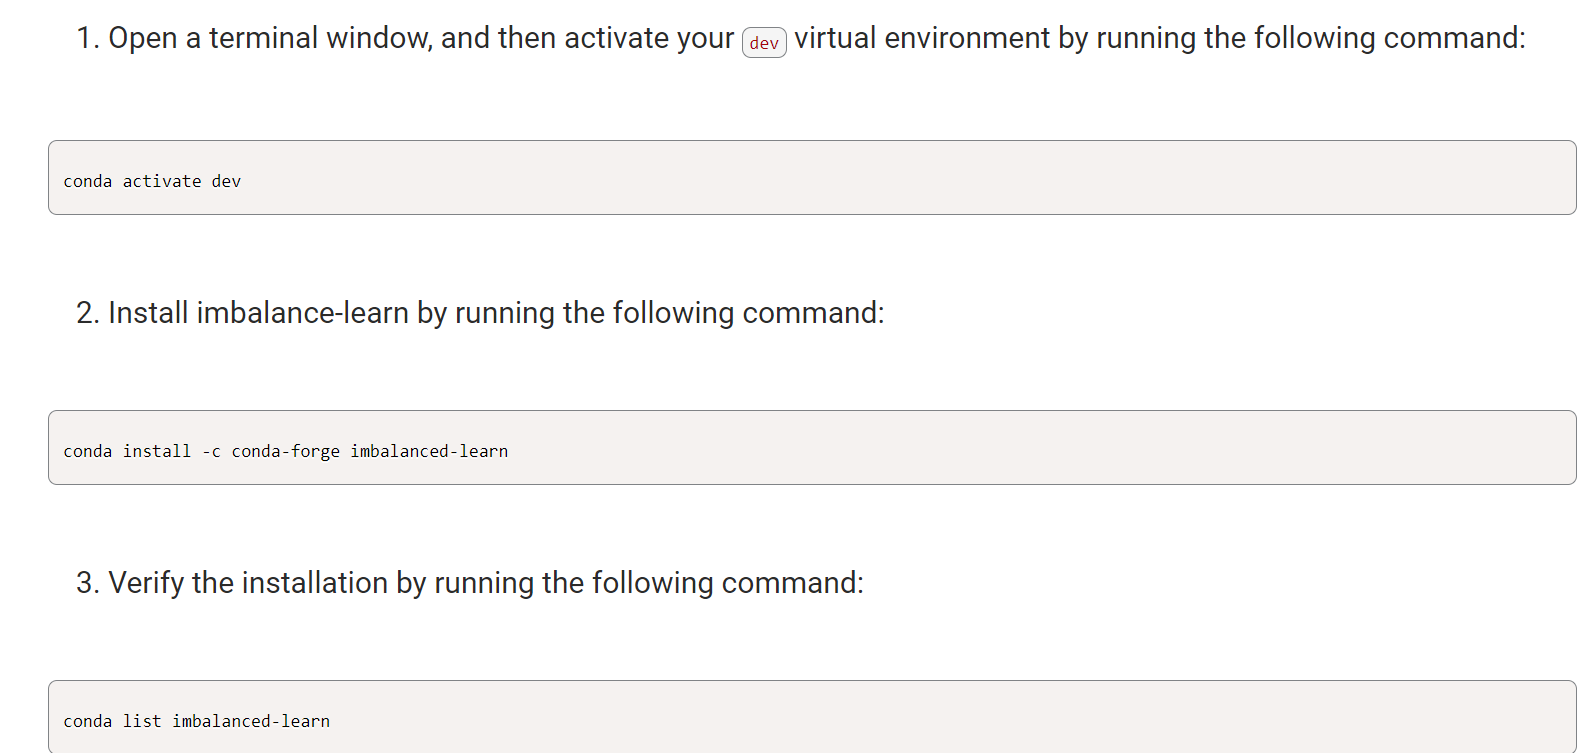 1. Open a terminal window, and then activate your dev virtual environment by running the following command:
conda activate dev
2. Install imbalance-learn by running the following command:
conda install -c conda-forge imbalanced-learn
3. Verify the installation by running the following command:
conda list imbalanced-learn